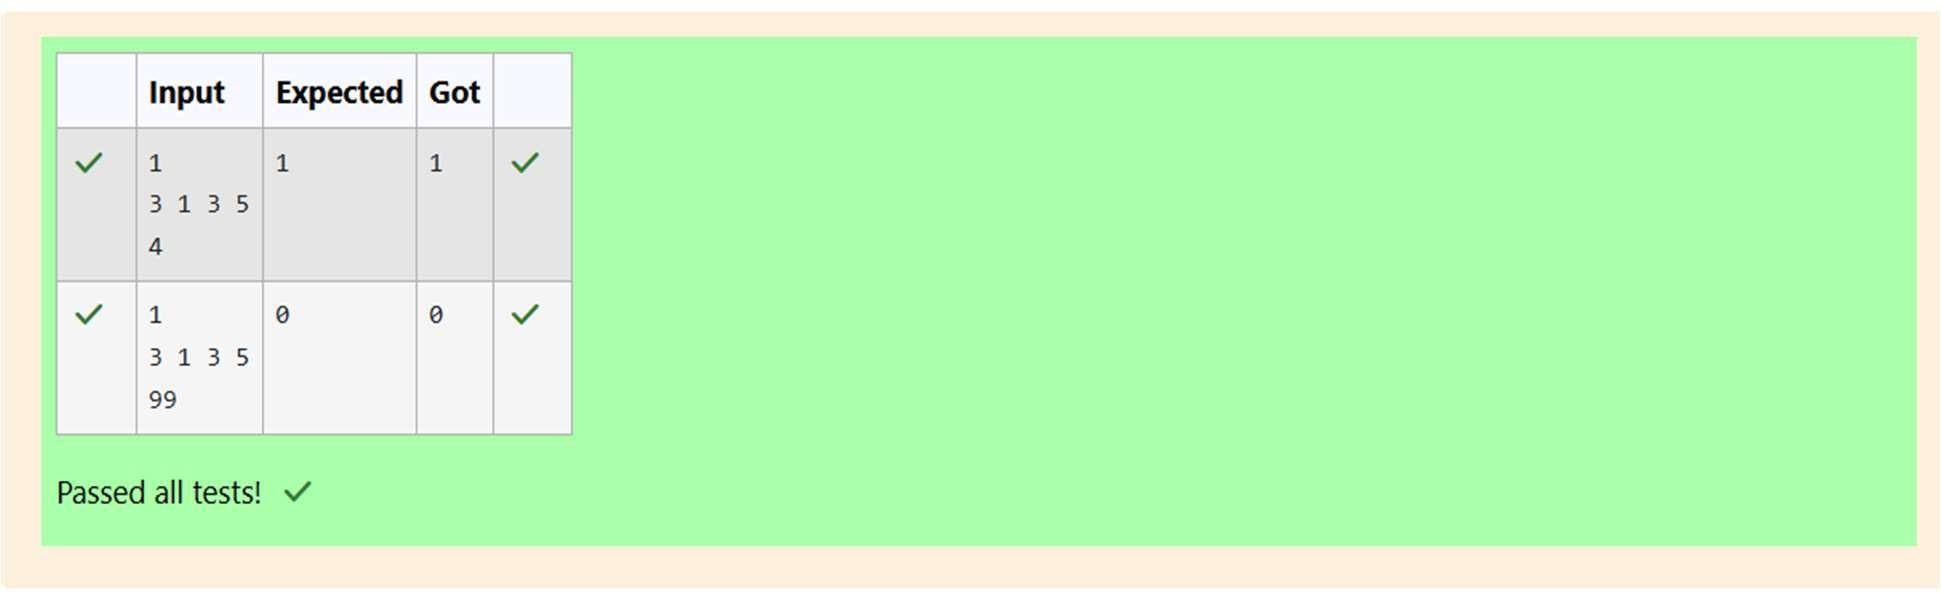 Input Expected Got
1 1 1
3 1 3 5
4
1 0 0
3 1 3 5
99
Passed all tests!